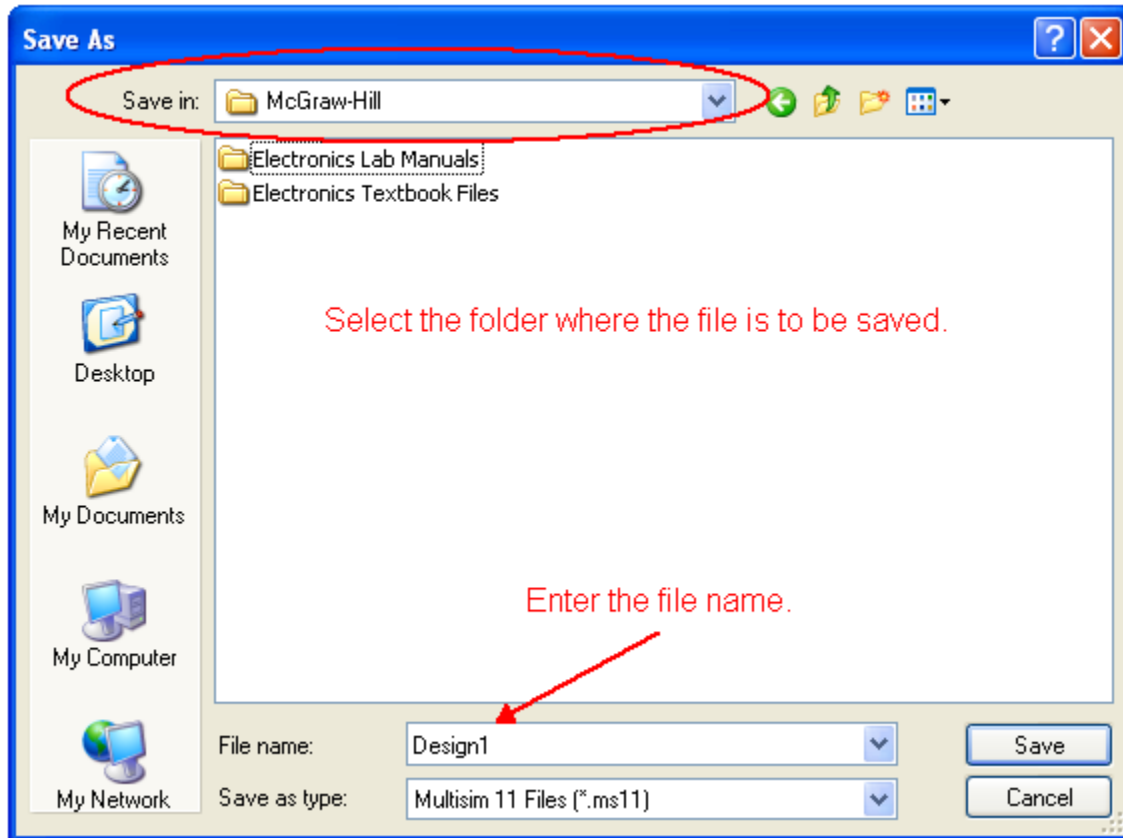 Save As
Save in: McGraw-Hill
Electronics Lab Manuals
Electronics Textbook Files
My Recent
Documents
Desktop
My Documents
My Computer
My Network
Select the folder where the file is to be saved.
Enter the file name.
File name: Design1
Save
Save as type: Multisim 11 Files (*.ms11)
Cancel